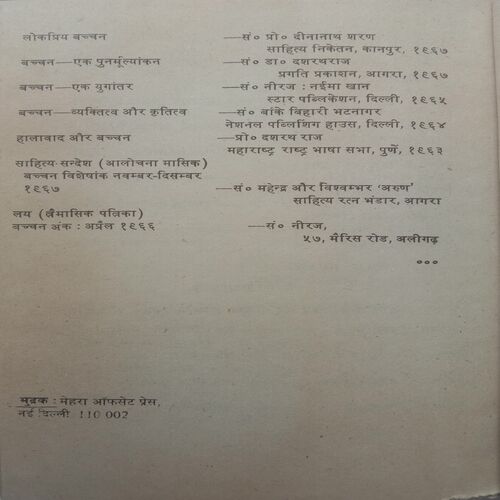 लोकप्रिय बच्चन —सं० प्रो० दीनानाथ शरण
साहित्य निकेतन, कानपुर, १९६७
बच्चन—एक पुनर्मूल्यांकन —सं० डा० दशरथराज
प्रगति प्रकाशन, आगरा, १९६७
बच्चन—एक युगांतर —सं० नीरज : नईमा खान
स्टार पब्लिकेशन, दिल्ली, १९६५
बच्चन—व्यक्तित्व और कृतित्व —सं० बांके बिहारी भटनागर
नेशनल पब्लिशिंग हाउस, दिल्ली, १९६४
हालावाद और बच्चन —प्रो० दशरथ राज
महाराष्ट्र राष्ट्र भाषा सभा, पुणें, १९६३
साहित्य-सन्देश (आलोचना मासिक)
बच्चन विशेषांक नवम्बर-दिसम्बर
१९६७ —सं० महेन्द्र और विश्वम्भर 'अरुण'
साहित्य रत्न भंडार, आगरा
लय (त्रैमासिक पत्रिका)
बच्चन अंक : अप्रैल १९६६ —सं० नीरज,
५७, मैरिस रोड, अलीगढ़
०००
मुद्रक : मेहरा ऑफसेट प्रेस,
नई दिल्ली 110 002